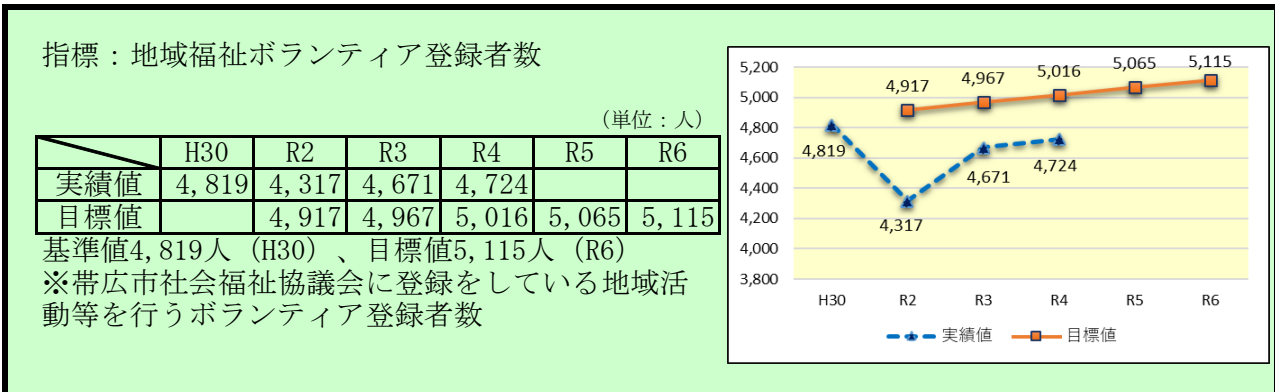 指標：地域福祉ボランティア登録者数
（単位：人）
H30 R2 R3 R4 R5 R6
実績値 4,819 4,317 4,671 4,724
目標値 4,917 4,967 5,016 5,065 5,115
基準値4,819人（H30）、目標値5,115人（R6）
※帯広市社会福祉協議会に登録をしている地域活
動等を行うボランティア登録者数
5,200
5,000
4,800
4,600
4,400
4,200
4,000
3,800
4,917 4,967 5,016 5,065 5,115
4,819 4,317 4,671 4,724
H30 R2 R3 R4 R5 R6
実績値 目標値